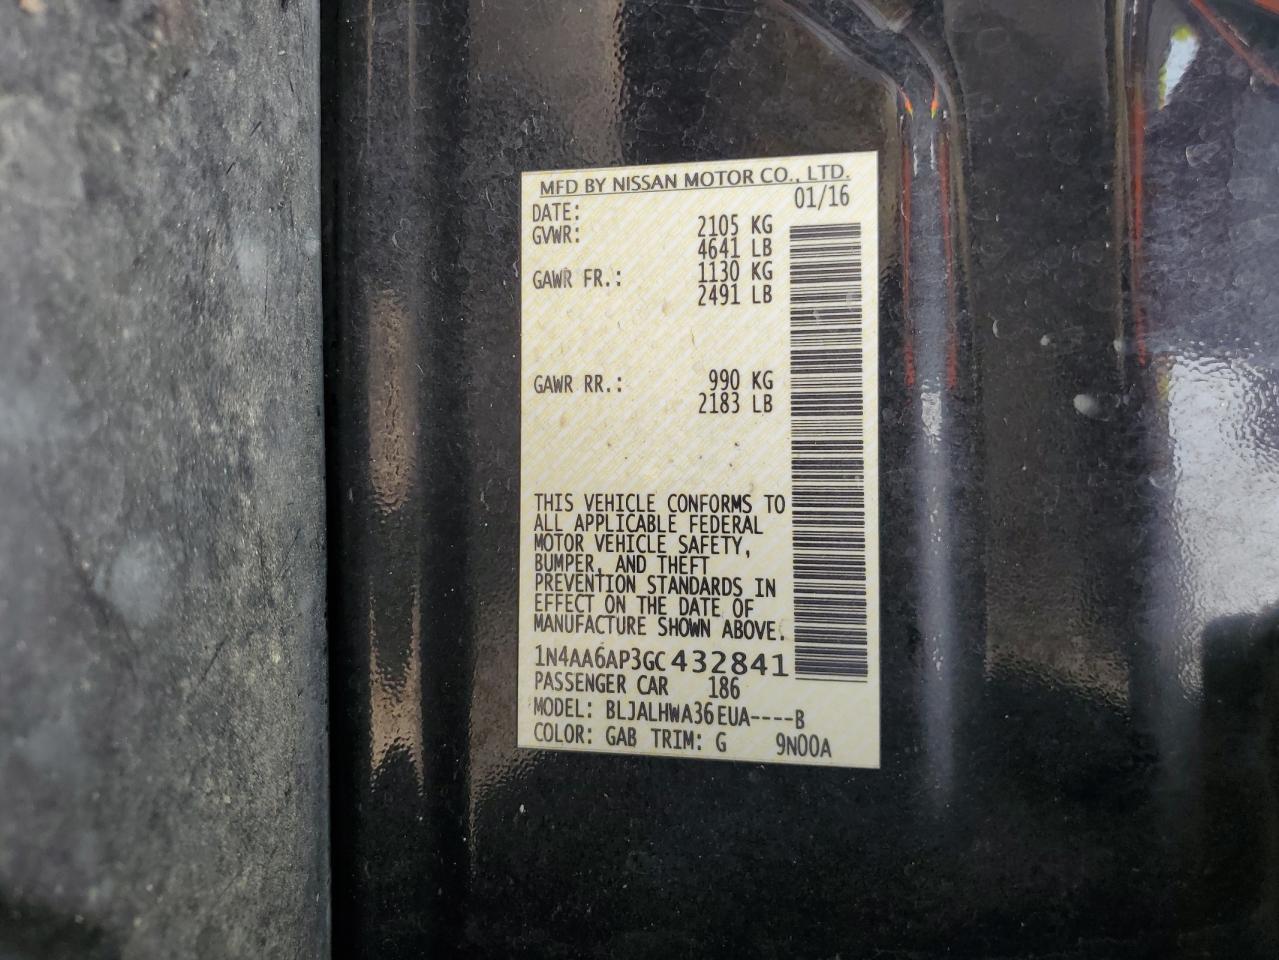 MFD BY NISSAN MOTOR CO., LTD.
DATE: 01/16
GVWR: 2105 KG
4641 LB
GAWR FR.: 1130 KG
2491 LB
GAWR RR.: 990 KG
2183 LB
THIS VEHICLE CONFORMS TO
ALL APPLICABLE FEDERAL
MOTOR VEHICLE SAFETY,
BUMPER, AND THEFT
PREVENTION STANDARDS IN
EFFECT ON THE DATE OF
MANUFACTURE SHOWN ABOVE.
1N4AA6AP3GC432841
PASSENGER CAR 186
MODEL: BLJALHWA36EUA----B
COLOR: GAB TRIM: G 9N00A